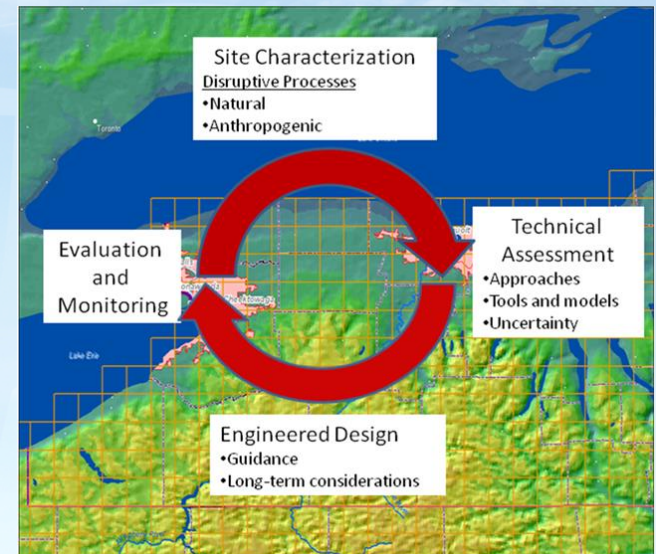 Site Characterization
Disruptive Processes
•Natural
•Anthropogenic
Toronto
Evaluation
and
Monitoring
Technical
Assessment
•Approaches
•Tools and models
•Uncertainty
Lake Erie
Engineered Design
•Guidance
•Long-term considerations